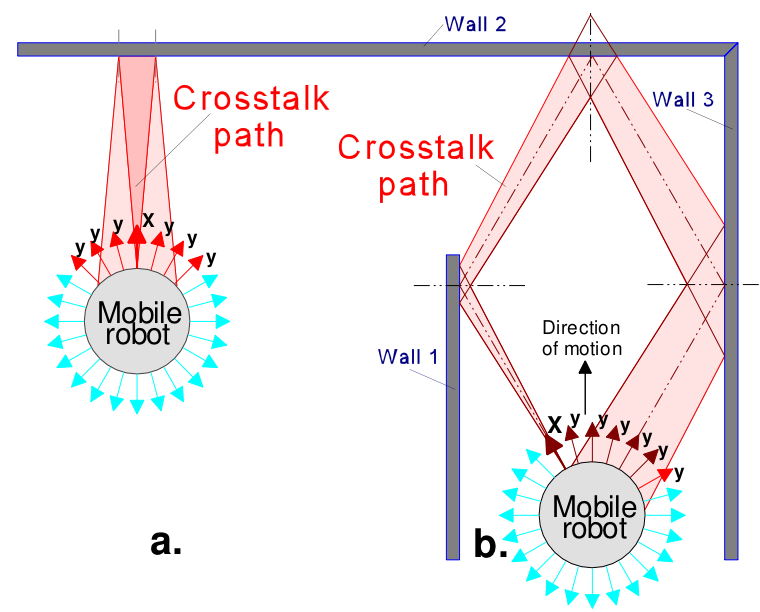 Wall 2
Wall 3
Crosstalk
path
Crosstalk
path
y
y
y
X
y
y
y
Mobile
robot
Direction
of motion
Wall 1
X
y
y
y
y
y
y
Mobile
robot
a.
b.